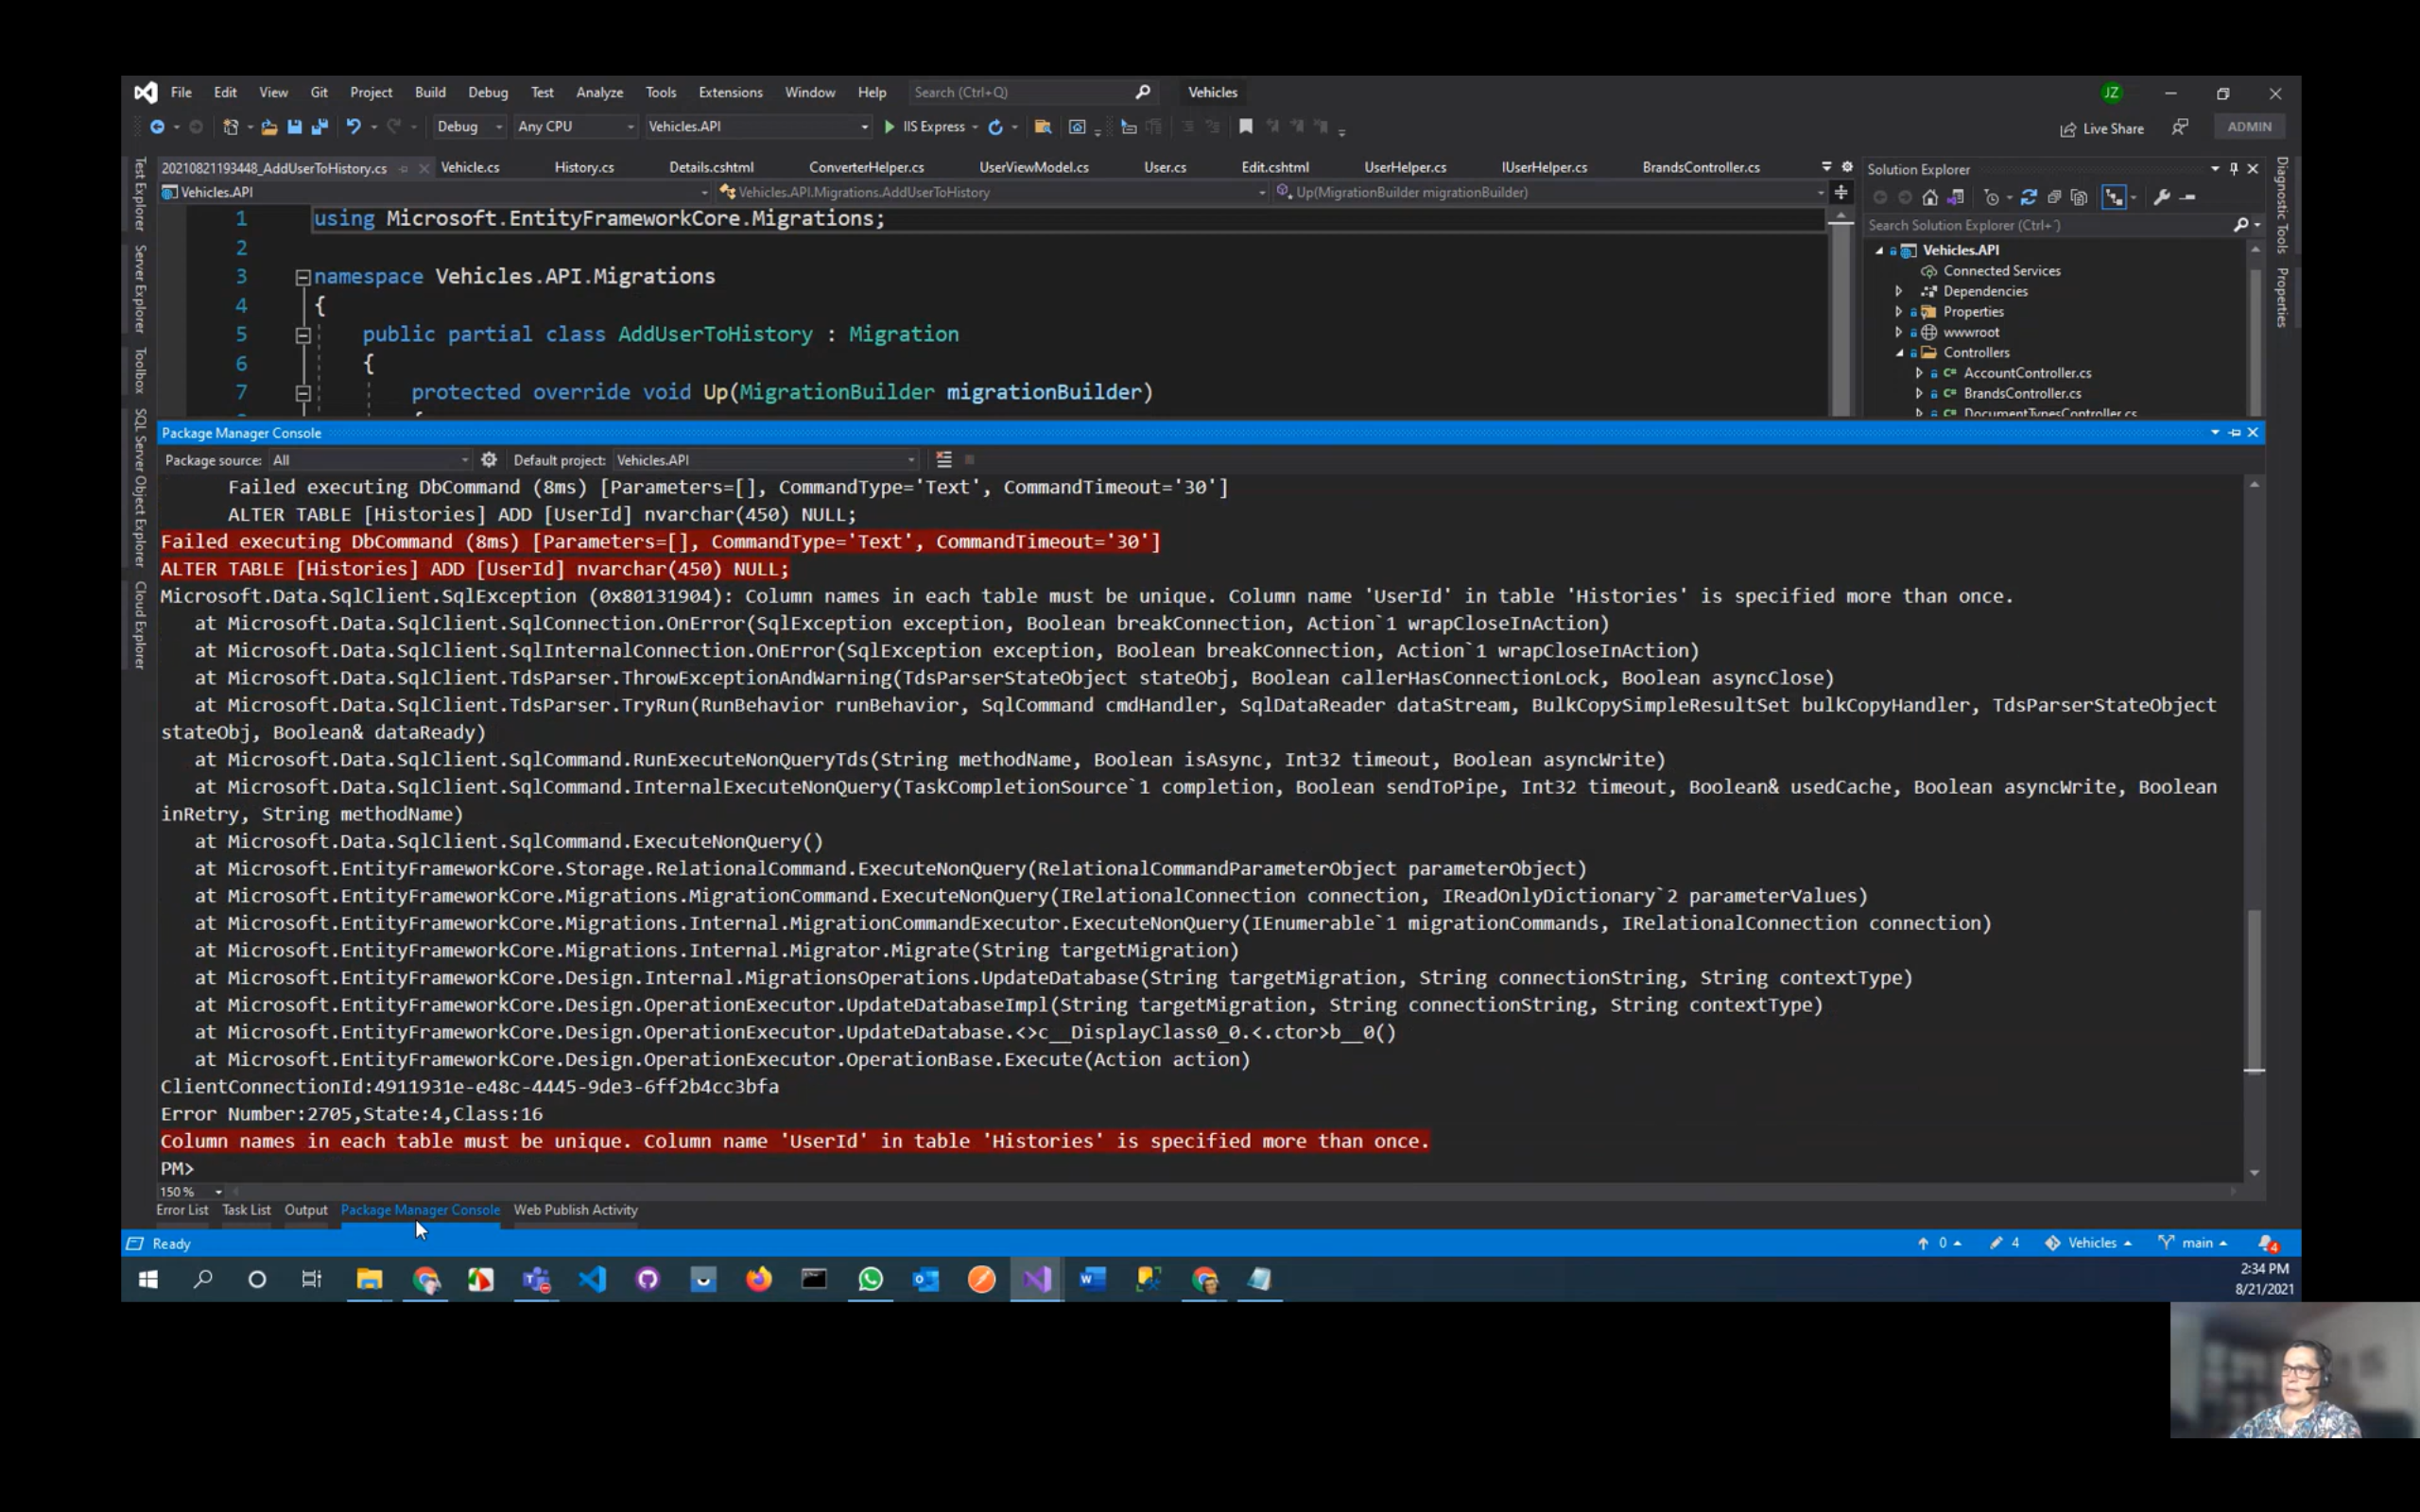 File Edit View Git Project Build Debug Test Analyze Tools Extensions Window Help Search (Ctrl+Q) Vehicles JZ
Debug Any CPU Vehicles.API IIS Express Live Share ADMIN
20210821193448_AddUserToHistory.cs Vehicle.cs History.cs Details.cshtml ConverterHelper.cs UserViewModel.cs User.cs Edit.cshtml UserHelper.cs IUserHelper.cs BrandsController.cs
Vehicles.API Vehicles.API.Migrations.AddUserToHistory Up(MigrationBuilder migrationBuilder)
1 using Microsoft.EntityFrameworkCore.Migrations;
2
3 namespace Vehicles.API.Migrations
4 {
5 public partial class AddUserToHistory : Migration
6 {
7 protected override void Up(MigrationBuilder migrationBuilder)
Solution Explorer
Search Solution Explorer (Ctrl+¨)
Vehicles.API
Connected Services
Dependencies
Properties
wwwroot
Controllers
AccountController.cs
BrandsController.cs
DocumentTypesController.cs
Test Explorer
Server Explorer
Toolbox
SQL Server Object Explorer
Cloud Explorer
Diagnostic Tools
Properties
Package Manager Console
Package source: All Default project: Vehicles.API
Failed executing DbCommand (8ms) [Parameters=[], CommandType='Text', CommandTimeout='30']
ALTER TABLE [Histories] ADD [UserId] nvarchar(450) NULL;
Failed executing DbCommand (8ms) [Parameters=[], CommandType='Text', CommandTimeout='30']
ALTER TABLE [Histories] ADD [UserId] nvarchar(450) NULL;
Microsoft.Data.SqlClient.SqlException (0x80131904): Column names in each table must be unique. Column name 'UserId' in table 'Histories' is specified more than once.
at Microsoft.Data.SqlClient.SqlConnection.OnError(SqlException exception, Boolean breakConnection, Action`1 wrapCloseInAction)
at Microsoft.Data.SqlClient.SqlInternalConnection.OnError(SqlException exception, Boolean breakConnection, Action`1 wrapCloseInAction)
at Microsoft.Data.SqlClient.TdsParser.ThrowExceptionAndWarning(TdsParserStateObject stateObj, Boolean callerHasConnectionLock, Boolean asyncClose)
at Microsoft.Data.SqlClient.TdsParser.TryRun(RunBehavior runBehavior, SqlCommand cmdHandler, SqlDataReader dataStream, BulkCopySimpleResultSet bulkCopyHandler, TdsParserStateObject
stateObj, Boolean& dataReady)
at Microsoft.Data.SqlClient.SqlCommand.RunExecuteNonQueryTds(String methodName, Boolean isAsync, Int32 timeout, Boolean asyncWrite)
at Microsoft.Data.SqlClient.SqlCommand.InternalExecuteNonQuery(TaskCompletionSource`1 completion, Boolean sendToPipe, Int32 timeout, Boolean& usedCache, Boolean asyncWrite, Boolean
inRetry, String methodName)
at Microsoft.Data.SqlClient.SqlCommand.ExecuteNonQuery()
at Microsoft.EntityFrameworkCore.Storage.RelationalCommand.ExecuteNonQuery(RelationalCommandParameterObject parameterObject)
at Microsoft.EntityFrameworkCore.Migrations.MigrationCommand.ExecuteNonQuery(IRelationalConnection connection, IReadOnlyDictionary`2 parameterValues)
at Microsoft.EntityFrameworkCore.Migrations.Internal.MigrationCommandExecutor.ExecuteNonQuery(IEnumerable`1 migrationCommands, IRelationalConnection connection)
at Microsoft.EntityFrameworkCore.Migrations.Internal.Migrator.Migrate(String targetMigration)
at Microsoft.EntityFrameworkCore.Design.Internal.MigrationsOperations.UpdateDatabase(String targetMigration, String connectionString, String contextType)
at Microsoft.EntityFrameworkCore.Design.OperationExecutor.UpdateDatabaseImpl(String targetMigration, String connectionString, String contextType)
at Microsoft.EntityFrameworkCore.Design.OperationExecutor.UpdateDatabase.<>c__DisplayClass0_0.<.ctor>b__0()
at Microsoft.EntityFrameworkCore.Design.OperationExecutor.OperationBase.Execute(Action action)
ClientConnectionId:4911931e-e48c-4445-9de3-6ff2b4cc3bfa
Error Number:2705,State:4,Class:16
Column names in each table must be unique. Column name 'UserId' in table 'Histories' is specified more than once.
PM>
150 %
Error List Task List Output Package Manager Console Web Publish Activity
Ready 0 4 Vehicles main 4
2:34 PM
8/21/2021